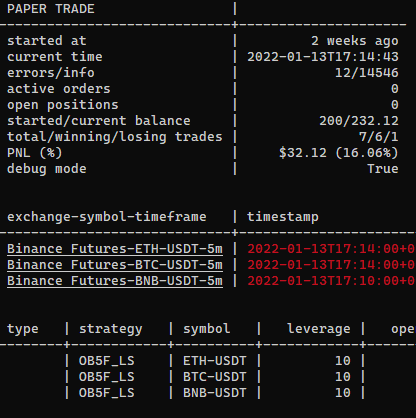 PAPER TRADE |
started at | 2 weeks ago
current time | 2022-01-13T17:14:43
errors/info | 12/14546
active orders | 0
open positions | 0
started/current balance | 200/232.12
total/winning/losing trades | 7/6/1
PNL (%) | $32.12 (16.06%)
debug mode | True
exchange-symbol-timeframe | timestamp
Binance Futures-ETH-USDT-5m | 2022-01-13T17:14:00+0
Binance Futures-BTC-USDT-5m | 2022-01-13T17:14:00+0
Binance Futures-BNB-USDT-5m | 2022-01-13T17:10:00+0
type | strategy | symbol | leverage | ope
| OB5F_LS | ETH-USDT | 10 |
| OB5F_LS | BTC-USDT | 10 |
| OB5F_LS | BNB-USDT | 10 |